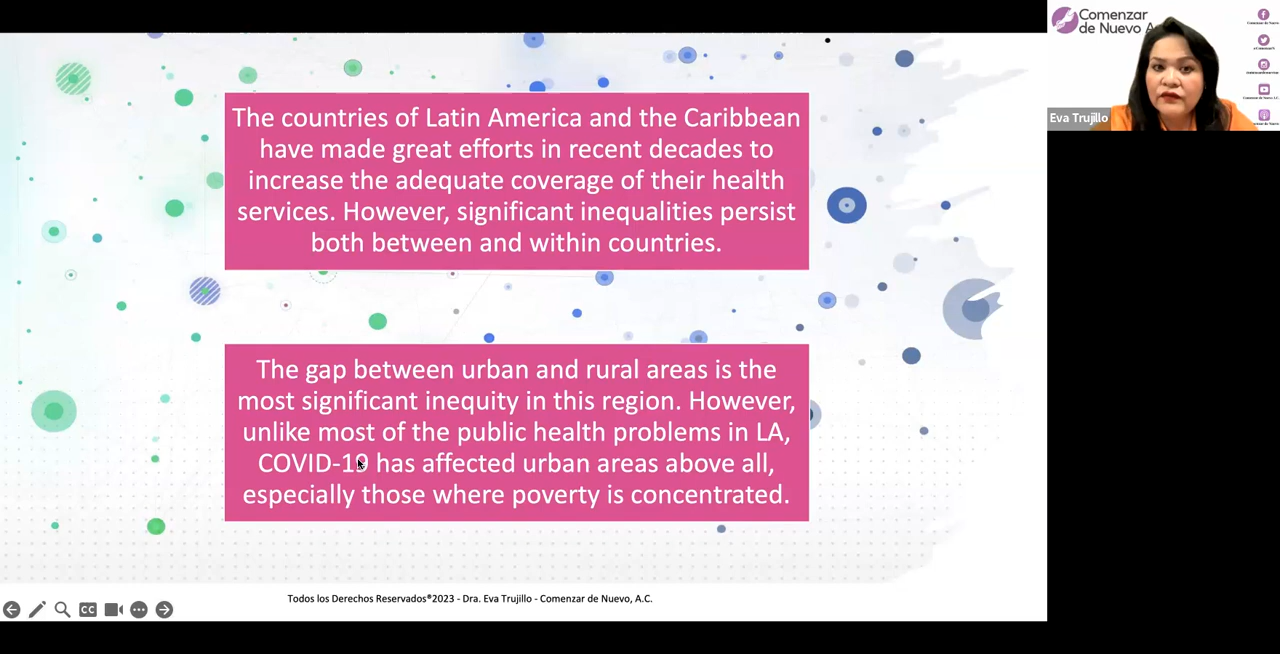 The countries of Latin America and the Caribbean
have made great efforts in recent decades to
increase the adequate coverage of their health
services. However, significant inequalities persist
both between and within countries.
The gap between urban and rural areas is the
most significant inequity in this region. However,
unlike most of the public health problems in LA,
COVID-19 has affected urban areas above all,
especially those where poverty is concentrated.
Todos los Derechos Reservados®2023 - Dra. Eva Trujillo - Comenzar de Nuevo, A.C.
CC
Comenzar
de Nuevo A
Eva Trujillo